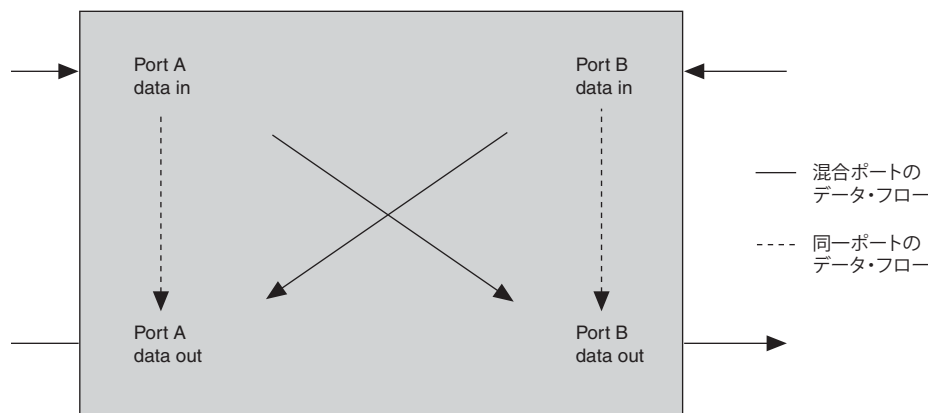 Port A
data in
Port B
data in
混合ポートの
データ・フロー
同一ポートの
データ・フロー
Port A
data out
Port B
data out